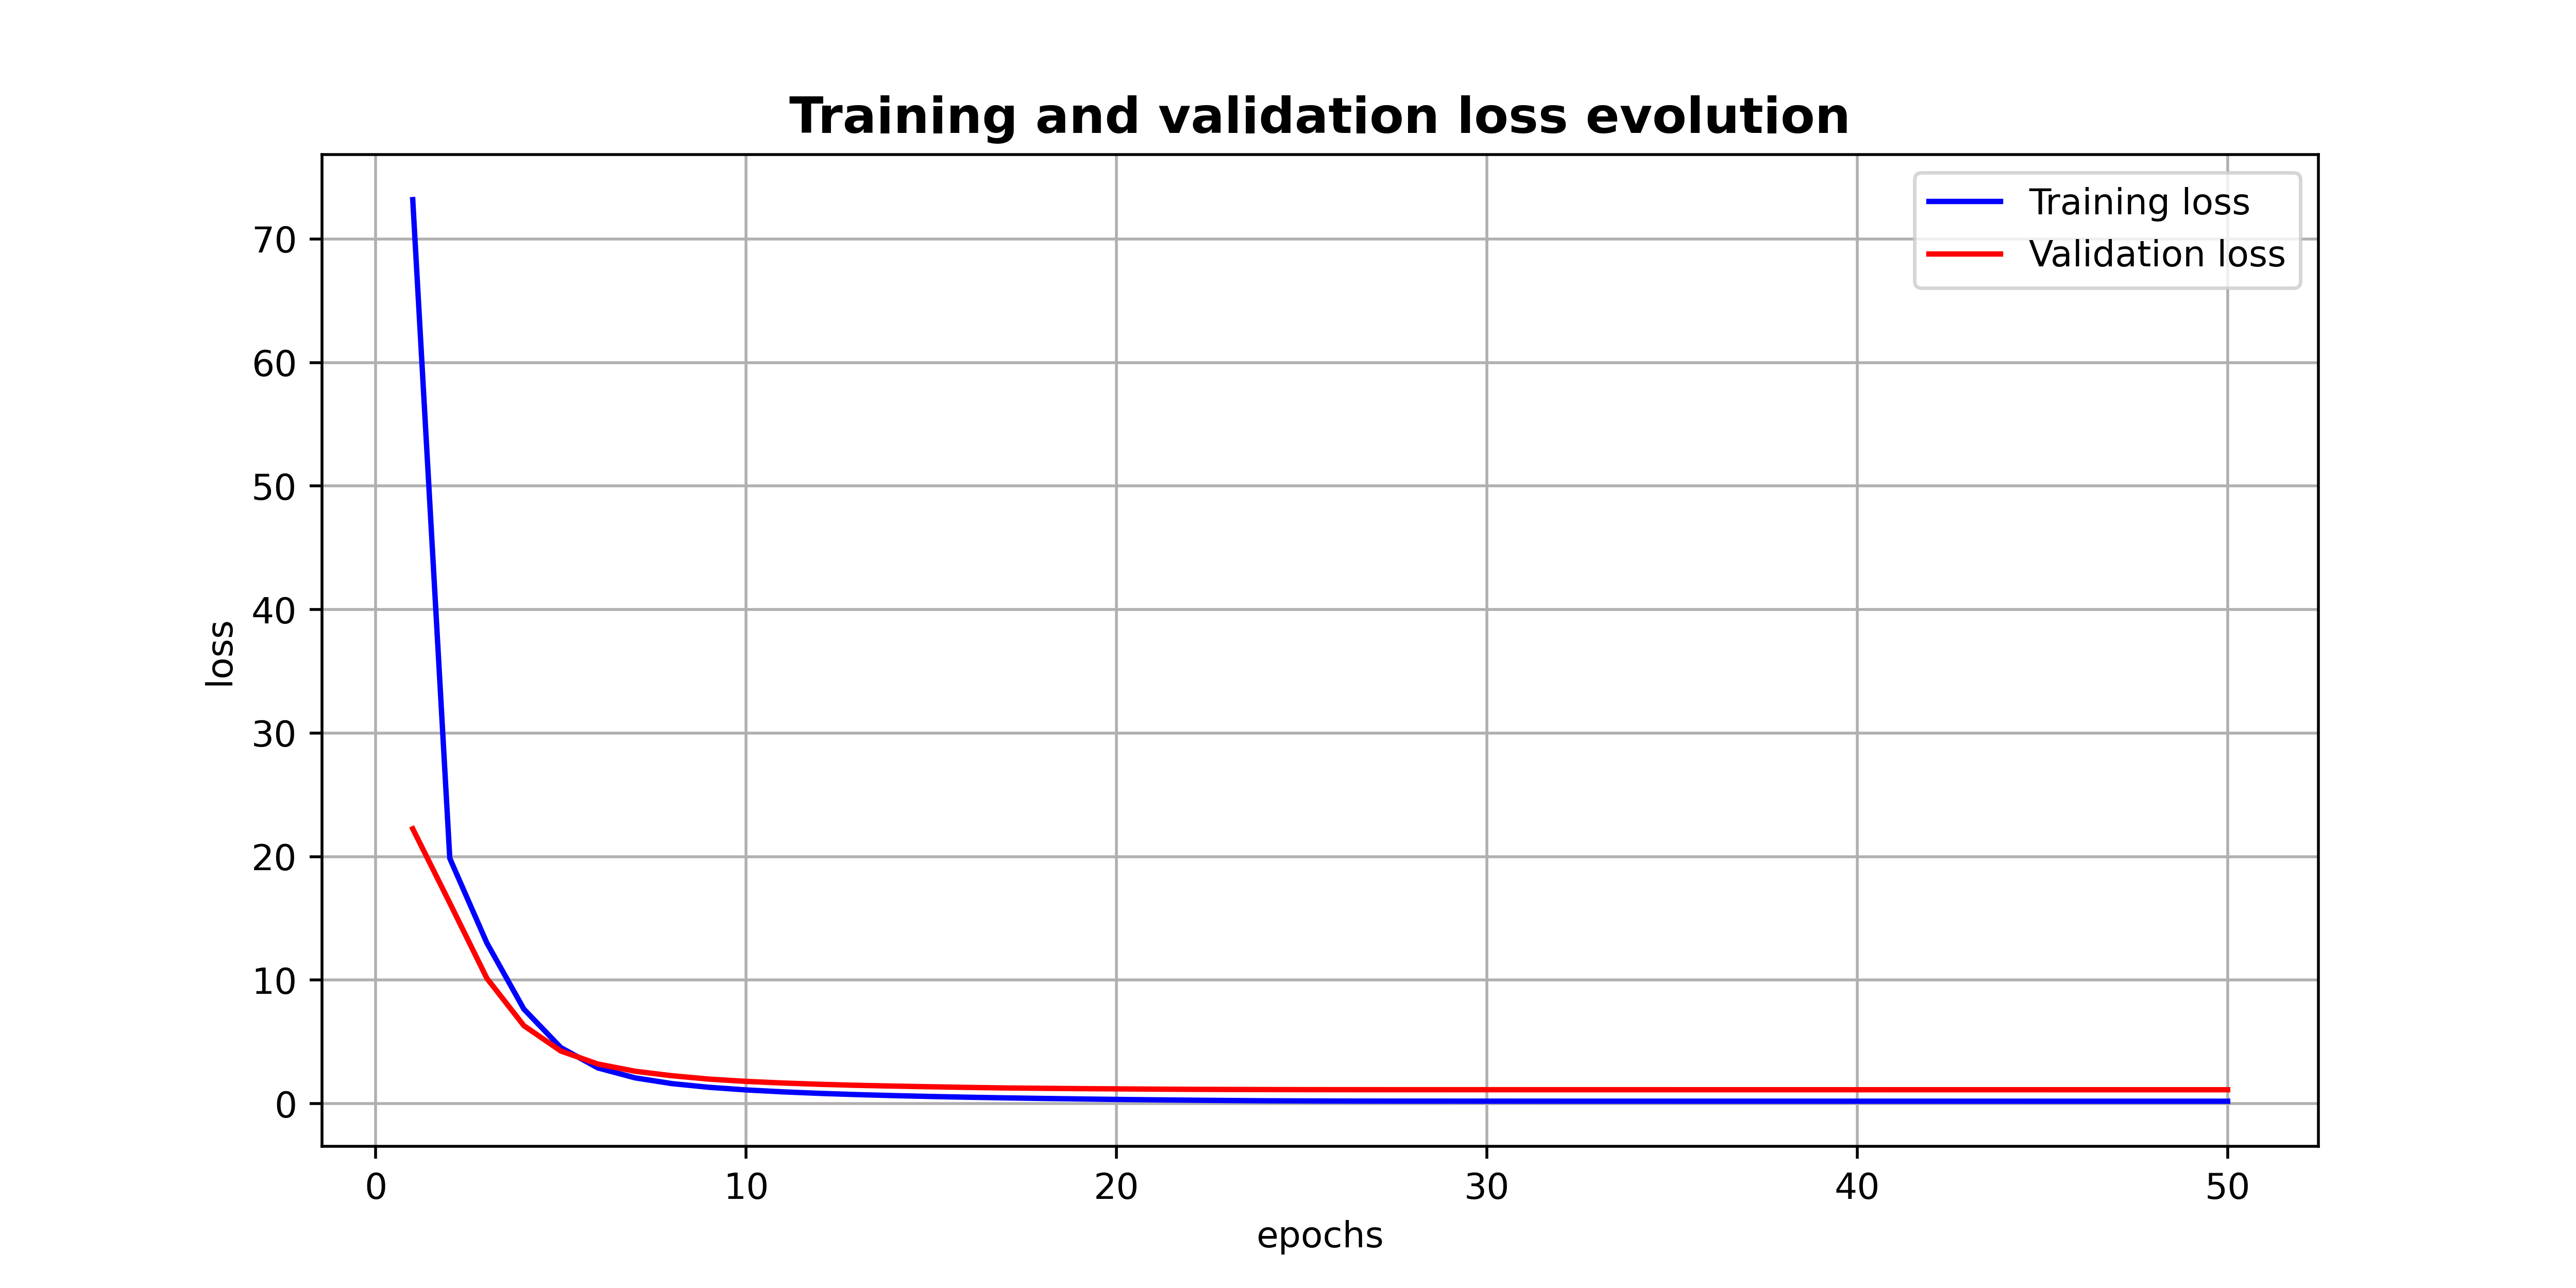 Training and validation loss evolution
Training loss
Validation loss
70
60
50
40
30
20
10
0
loss
0 10 20 30 40 50
epochs